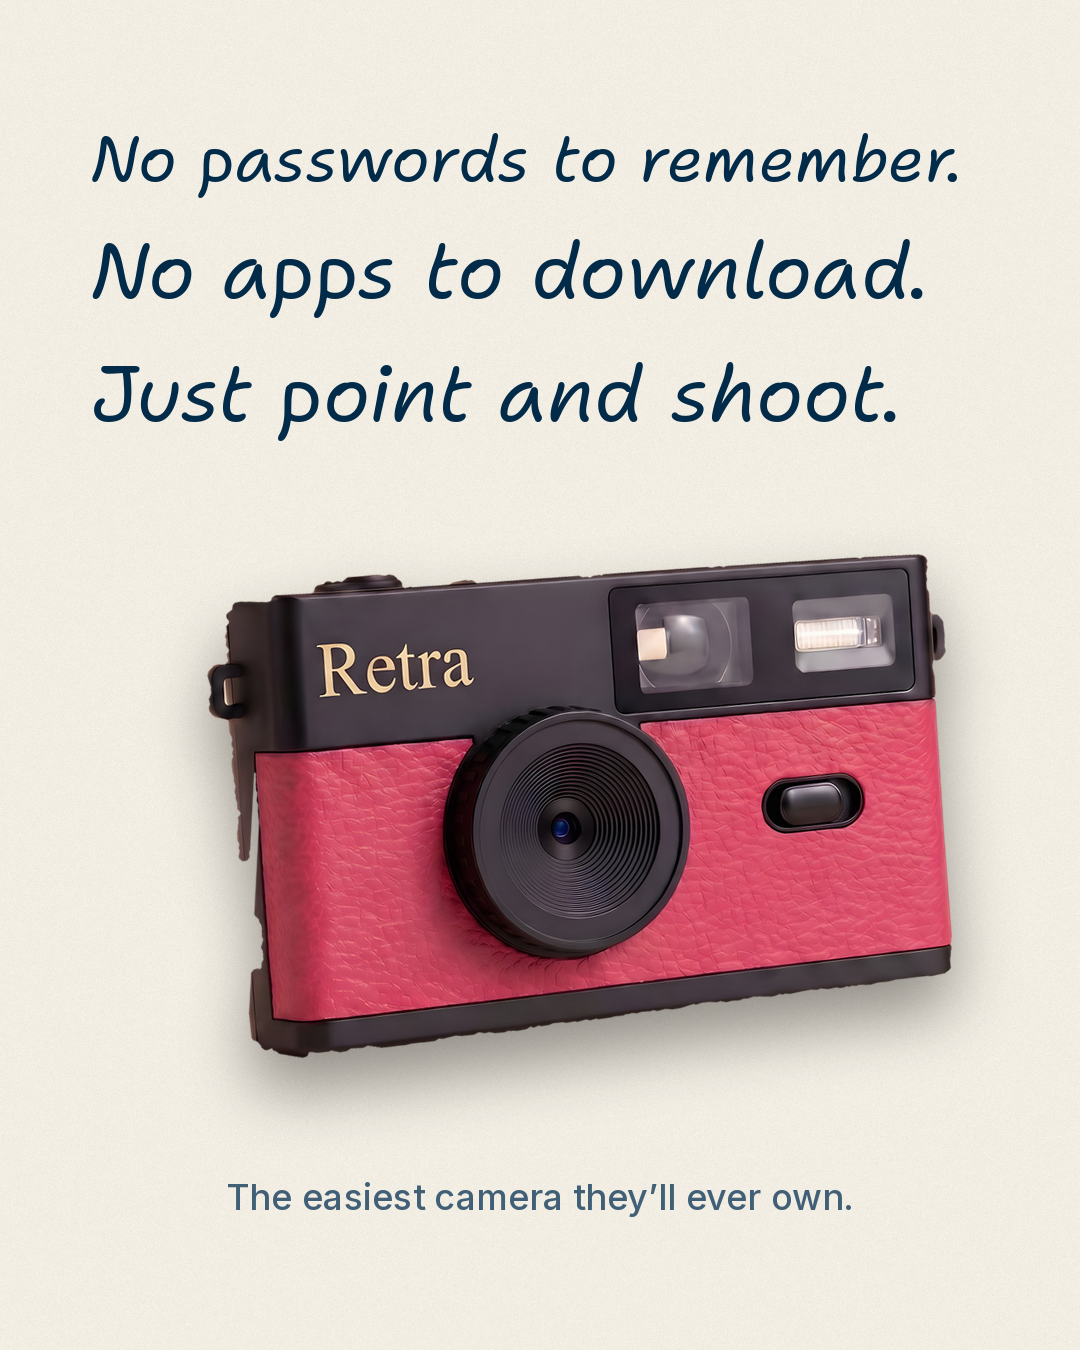 No passwords to remember.
No apps to download.
Just point and shoot.
Retra
The easiest camera they’ll ever own.